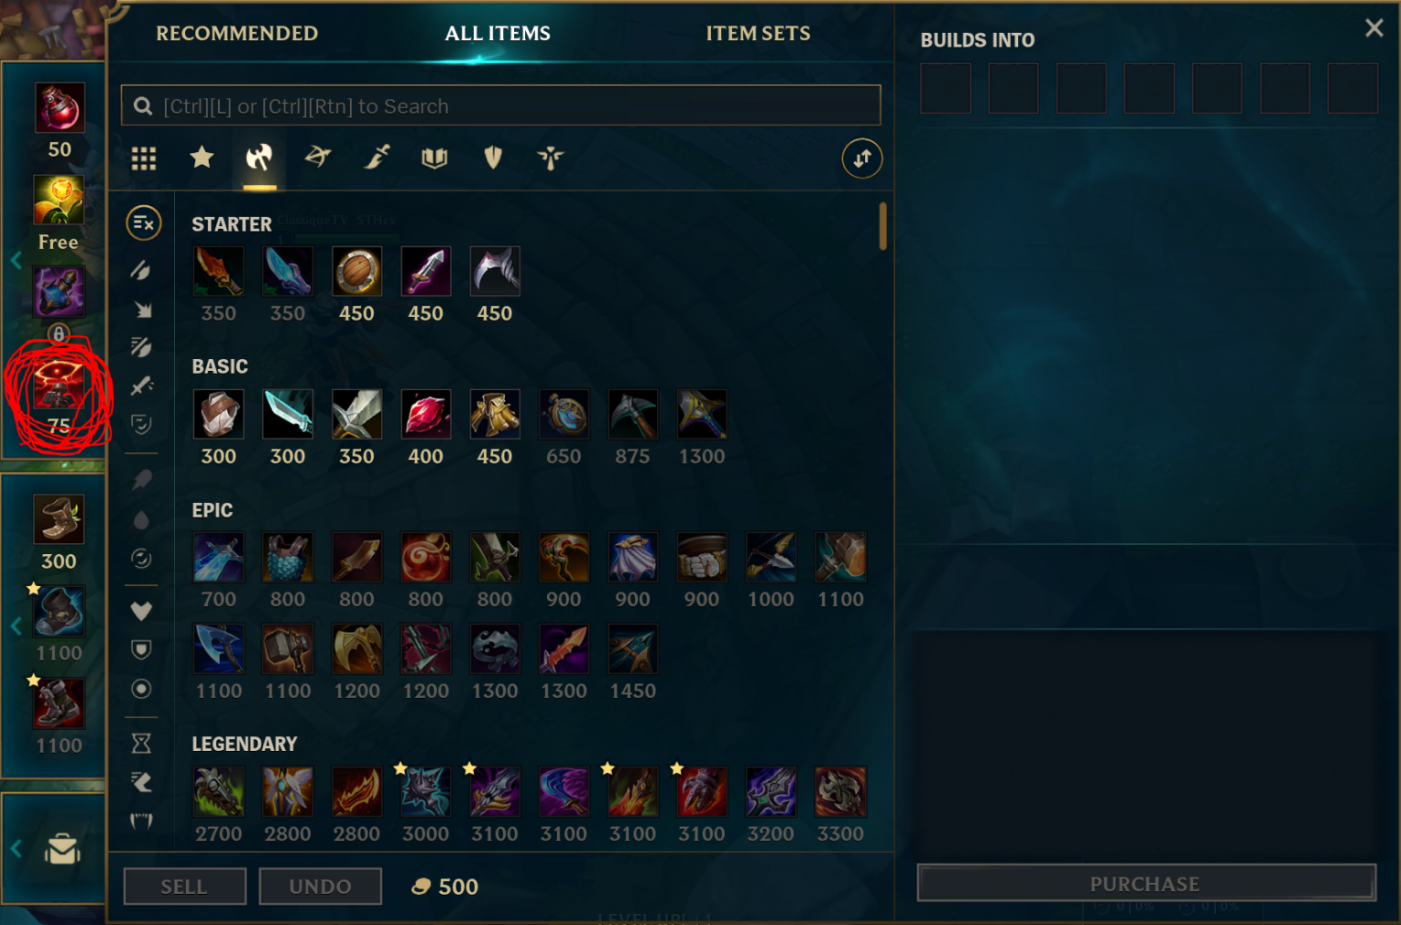 RECOMMENDED
ALL ITEMS
ITEM SETS
BUILDS INTO
[Ctrl][L] or [Ctrl][Rtn] to Search
50
Free
75
300
1100
1100
STARTER
350 350 450 450 450
BASIC
300 300 350 400 450 650 875 1300
EPIC
700 800 800 800 800 900 900 900 1000 1100
1100 1100 1200 1200 1300 1300 1450
LEGENDARY
2700 2800 2800 3000 3100 3100 3100 3100 3200 3300
SELL
UNDO
500
PURCHASE
LEVEL UP! +1